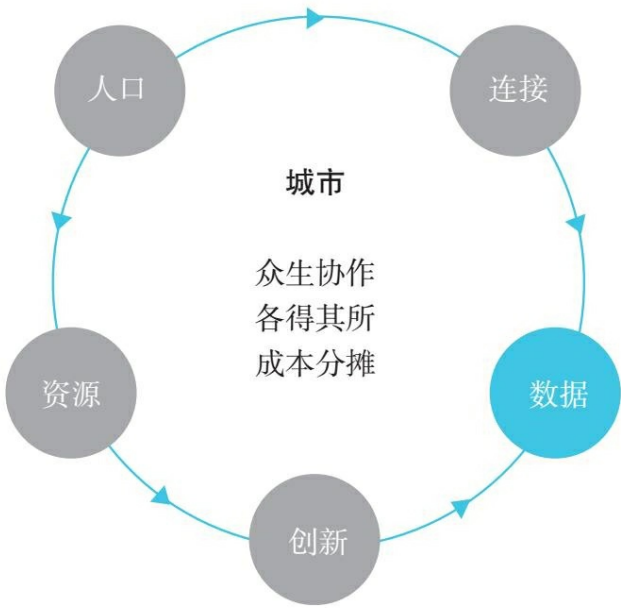 人口
连接
城市
众生协作
各得其所
成本分摊
资源
数据
创新